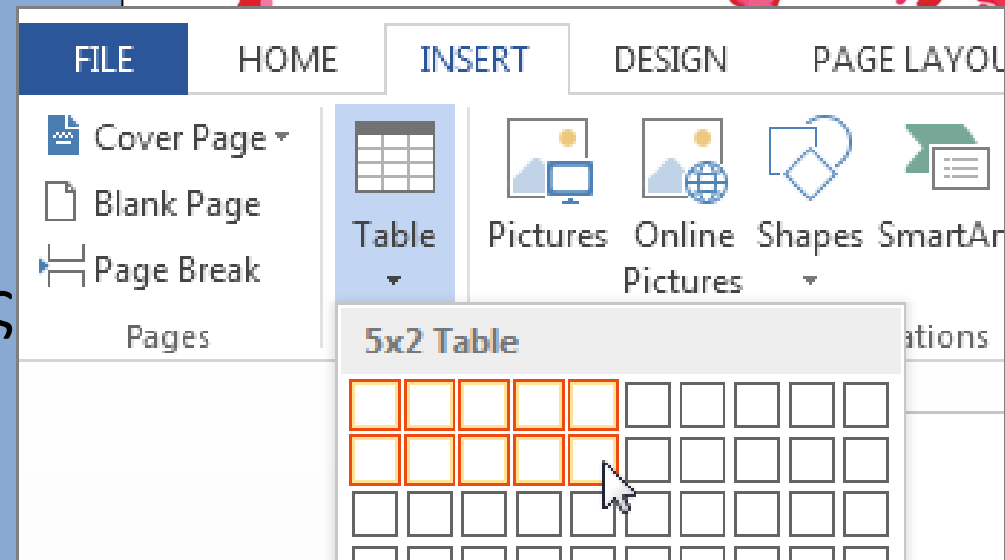 FILE HOME INSERT DESIGN PAGE LAYOU
Cover Page
Blank Page
Page Break
Pages
Table
Pictures
Online
Pictures
Shapes
SmartAr
ations
5x2 Table
S